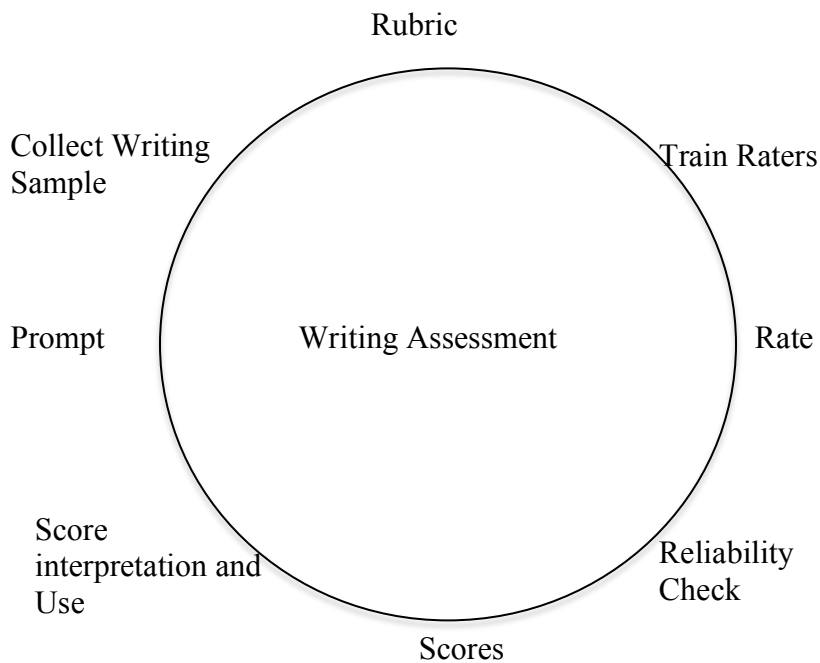 Rubric
Collect Writing
Sample
Train Raters
Prompt
Writing Assessment
Rate
Score
interpretation and
Use
Reliability
Check
Scores